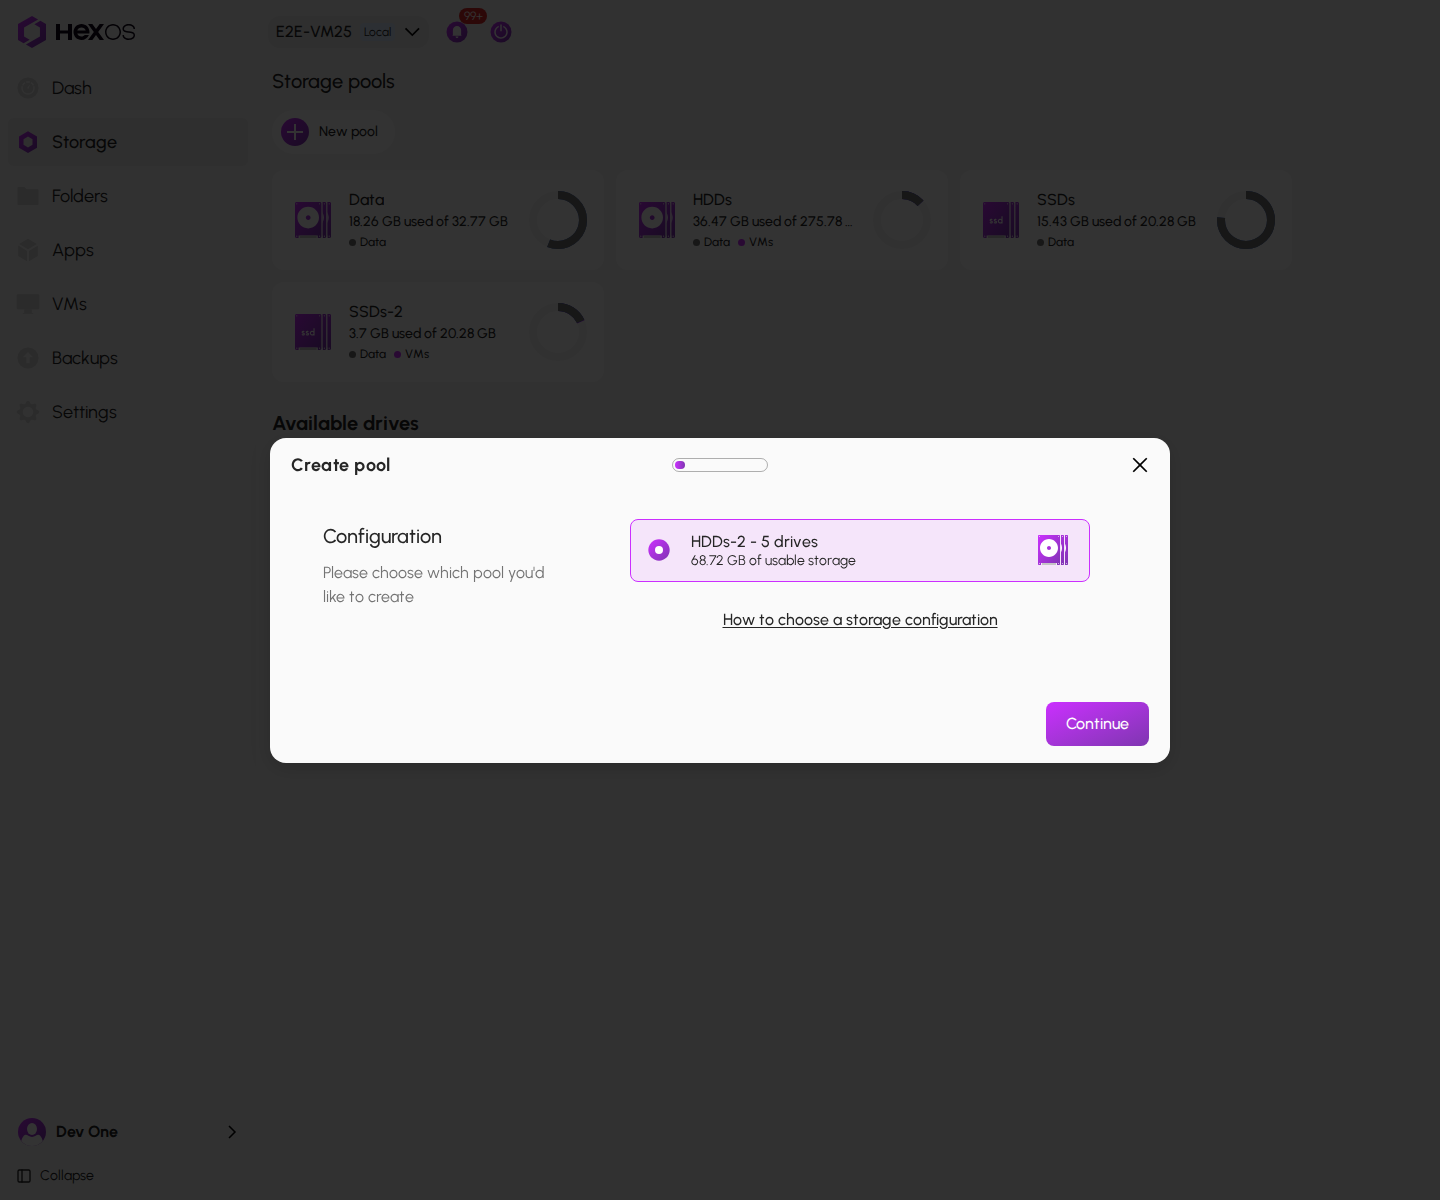 HexOS
E2E-VM25 Local
99+
Dash
Storage
Folders
Apps
VMs
Backups
Settings
Storage pools
New pool
Data
18.26 GB used of 32.77 GB
Data
HDDs
36.47 GB used of 275.78 ...
Data VMs
SSDs
15.43 GB used of 20.28 GB
Data
ssd
SSDs-2
3.7 GB used of 20.28 GB
Data VMs
ssd
Available drives
Create pool
Configuration
Please choose which pool you'd
like to create
HDDs-2 - 5 drives
68.72 GB of usable storage
How to choose a storage configuration
Continue
Dev One
Collapse